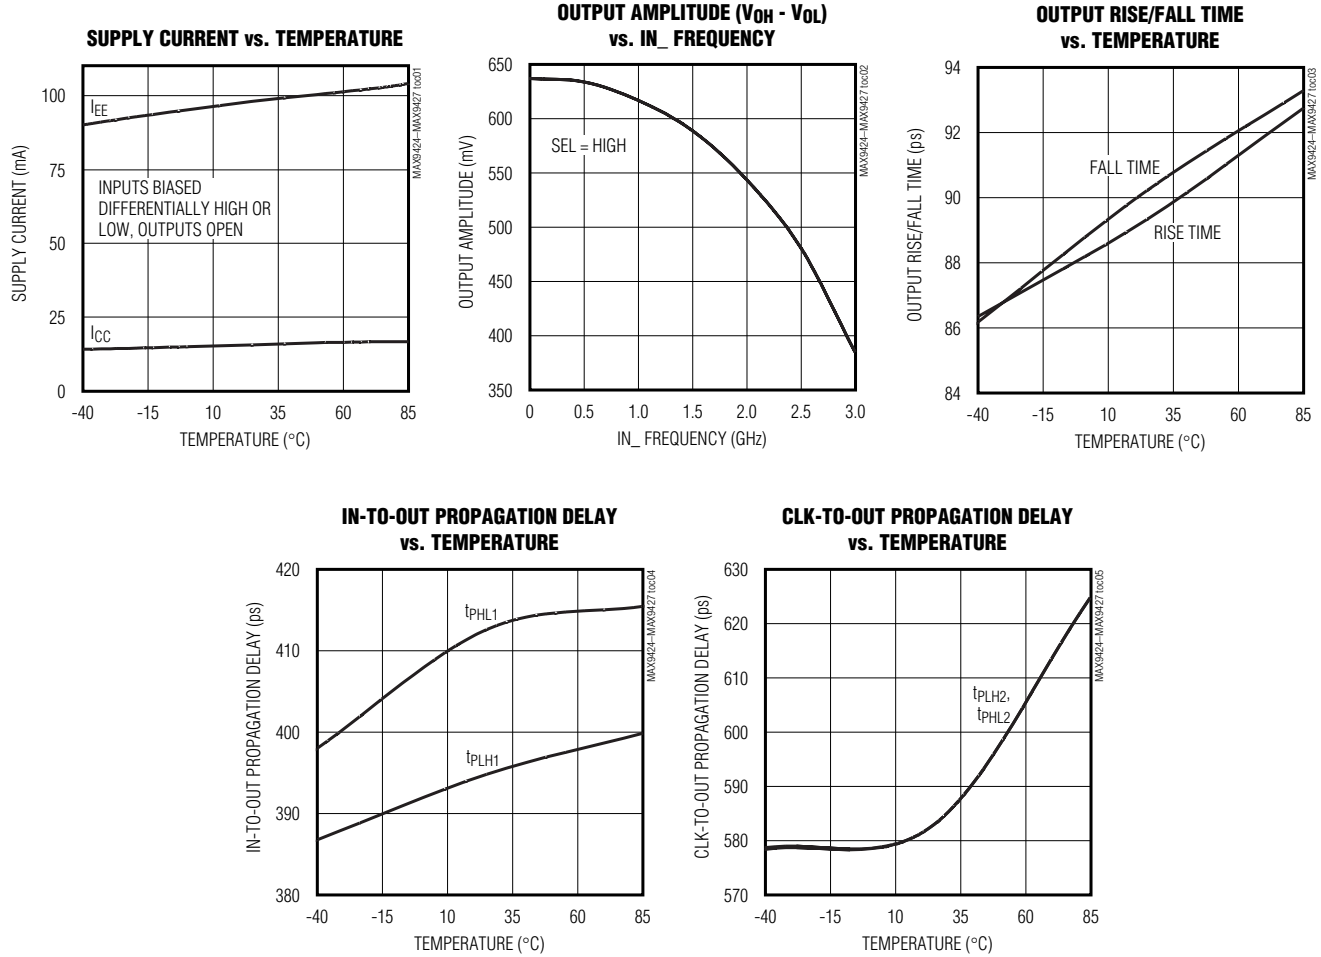 SUPPLY CURRENT vs. TEMPERATURE
SUPPLY CURRENT (mA)
100
75
50
25
0
IEE
INPUTS BIASED
DIFFERENTIALLY HIGH OR
LOW, OUTPUTS OPEN
ICC
-40 -15 10 35 60 85
TEMPERATURE (°C)
MAX9424–MAX9427 toc01
OUTPUT AMPLITUDE (VOH - VOL)
vs. IN_ FREQUENCY
OUTPUT AMPLITUDE (mV)
650
600
550
500
450
400
350
SEL = HIGH
0 0.5 1.0 1.5 2.0 2.5 3.0
IN_ FREQUENCY (GHz)
MAX9424–MAX9427 toc02
OUTPUT RISE/FALL TIME
vs. TEMPERATURE
OUTPUT RISE/FALL TIME (ps)
94
92
90
88
86
84
FALL TIME
RISE TIME
-40 -15 10 35 60 85
TEMPERATURE (°C)
MAX9424–MAX9427 toc03
IN-TO-OUT PROPAGATION DELAY
vs. TEMPERATURE
IN-TO-OUT PROPAGATION DELAY (ps)
420
410
400
390
380
tPHL1
tPLH1
-40 -15 10 35 60 85
TEMPERATURE (°C)
MAX9424–MAX9427 toc04
CLK-TO-OUT PROPAGATION DELAY
vs. TEMPERATURE
CLK-TO-OUT PROPAGATION DELAY (ps)
630
620
610
600
590
580
570
tPLH2,
tPHL2
-40 -15 10 35 60 85
TEMPERATURE (°C)
MAX9424–MAX9427 toc05